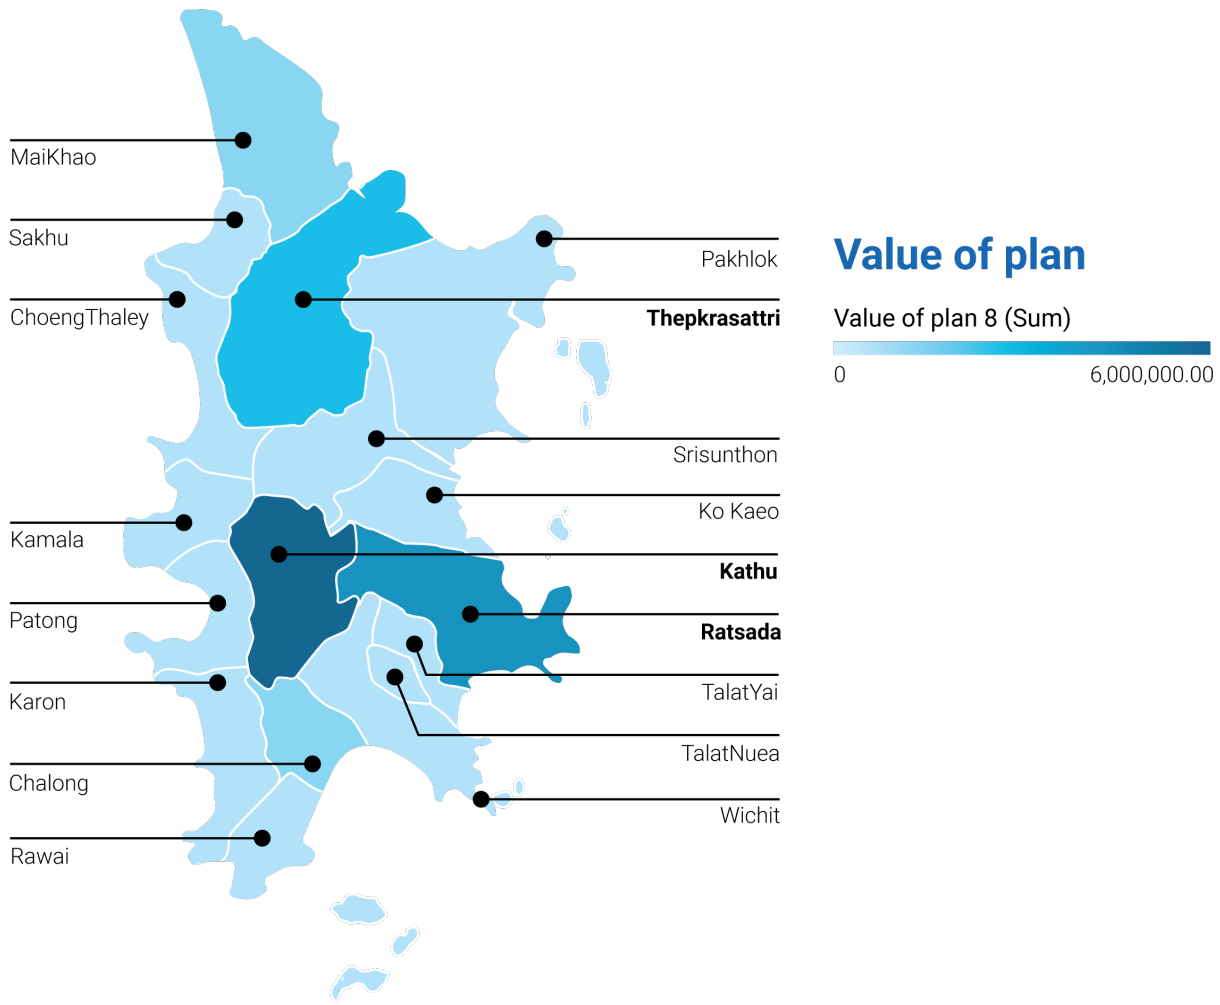 MaiKhao
Sakhu
ChoengThaley
Kamala
Patong
Karon
Chalong
Rawai
Pakhlok
Thepkrasattri
Srisunthon
Ko Kaeo
Kathu
Ratsada
TalatYai
TalatNuea
Wichit
Value of plan
Value of plan 8 (Sum)
0 6,000,000.00